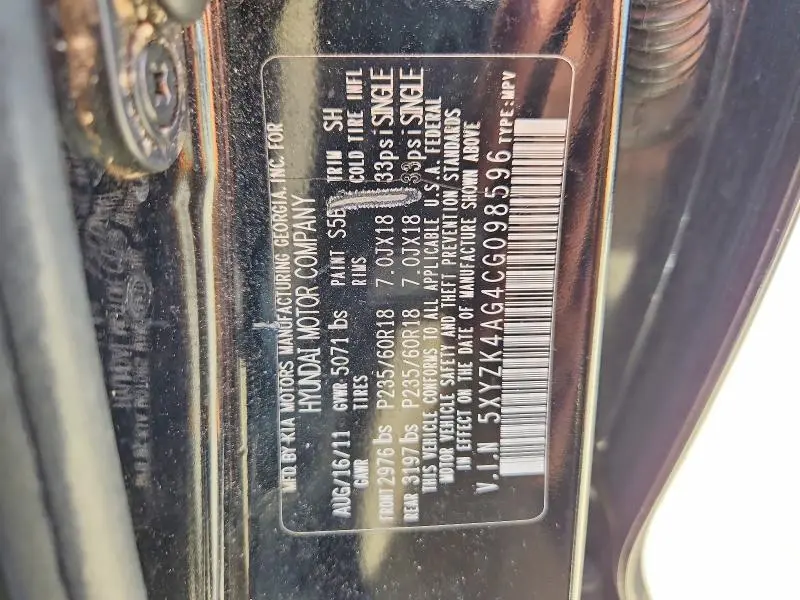 MFD. BY-KIA MOTORS MANUFACTURING GEORGIA, INC. FOR
HYUNDAI MOTOR COMPANY
AUG/16/11 GVWR 5071 lbs PAINT S5B TRIM SH
GAWR TIRES RIMS COLD TIRE INFL
FRONT 2976 lbs P235/60R18 7.0JX18 33psi SINGLE
REAR 3197 lbs P235/60R18 7.0JX18 33psi SINGLE
THIS VEHICLE CONFORMS TO ALL APPLICABLE U.S.A. FEDERAL
MOTOR VEHICLE SAFETY AND THEFT PREVENTION STANDARDS
IN EFFECT ON THE DATE OF MANUFACTURE SHOWN ABOVE
V.I.N 5XYZK4AG4CG098596 TYPE:MPV